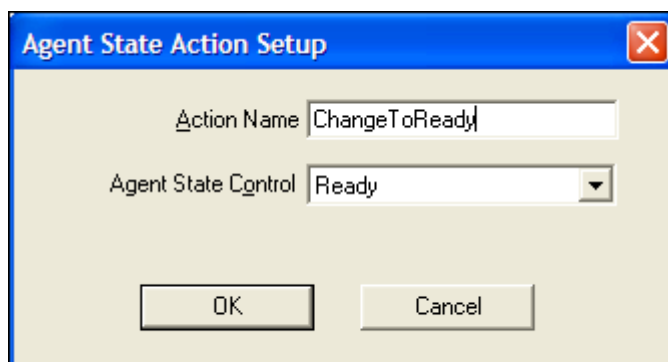 Agent State Action Setup
Action Name ChangeToReady
Agent State Control Ready
OK Cancel